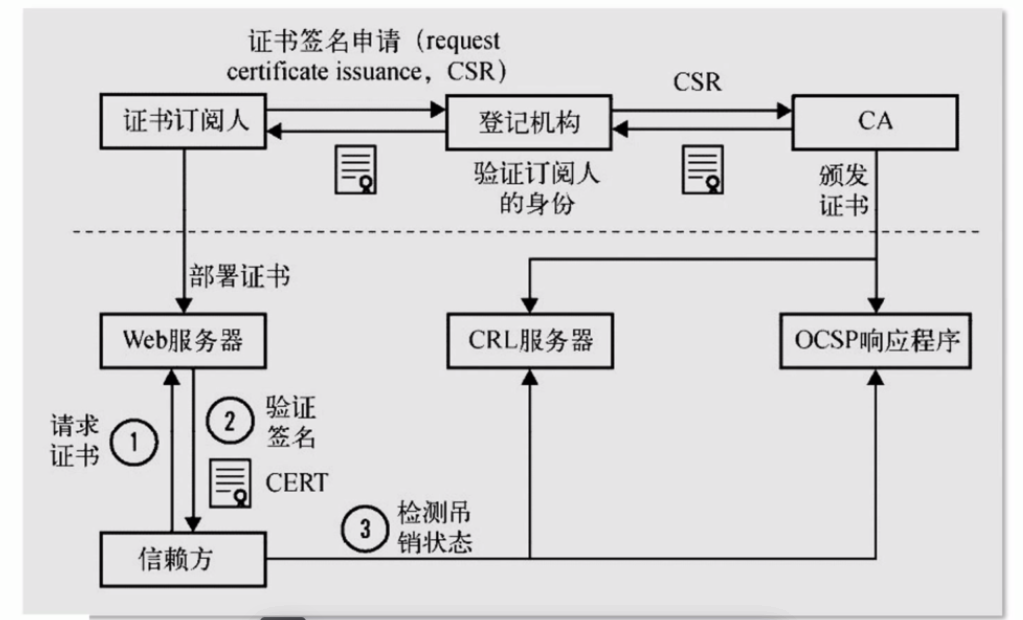 证书签名申请（request
certificate issuance，CSR）
CSR
证书订阅人
登记机构
CA
验证订阅人
的身份
颁发
证书
部署证书
Web服务器
CRL服务器
OCSP响应程序
请求
证书
1
2
验证
签名
CERT
3
检测吊
销状态
信赖方